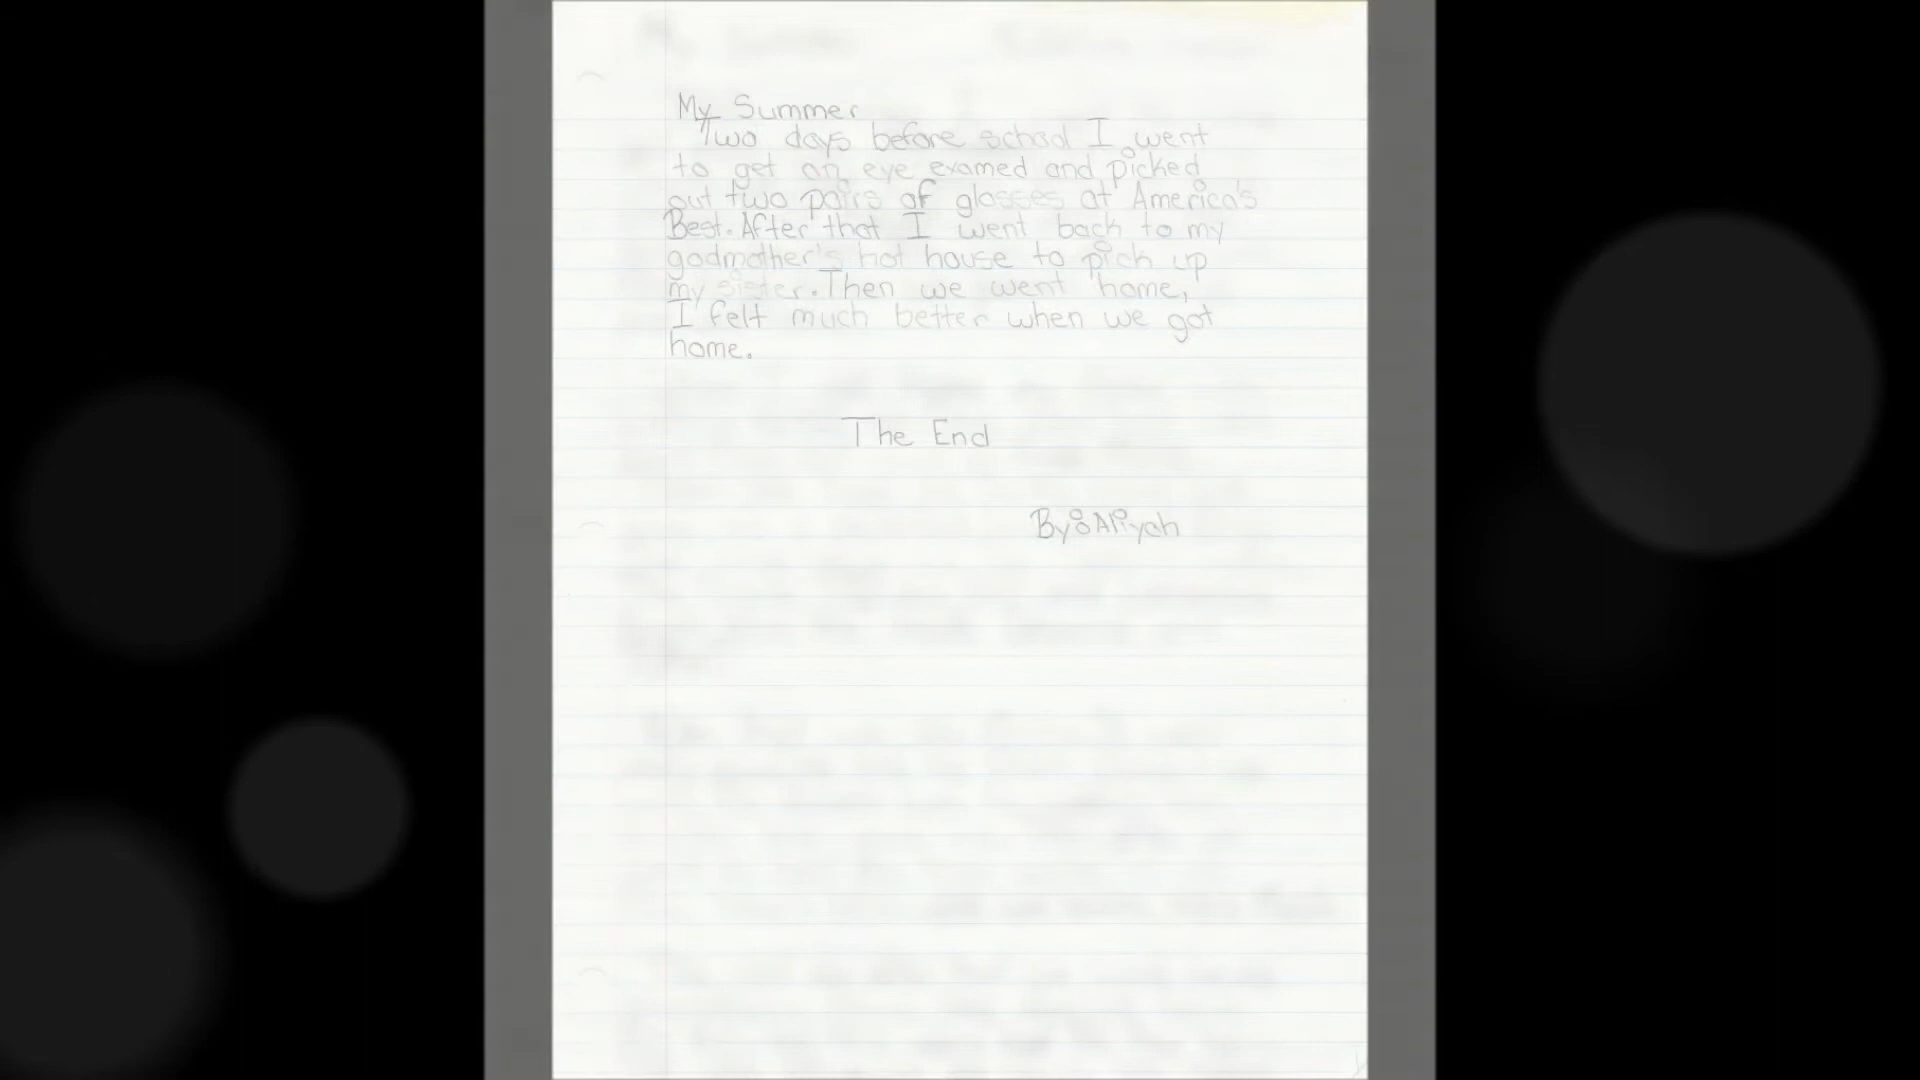 My Summer
Two days before school I went
to get an eye examed and picked
out two pairs of glasses at America's
Best. After that I went back to my
godmother's hot house to pick up
my sister. Then we went home,
I felt much better when we got
home.
The End
By: Aliyah